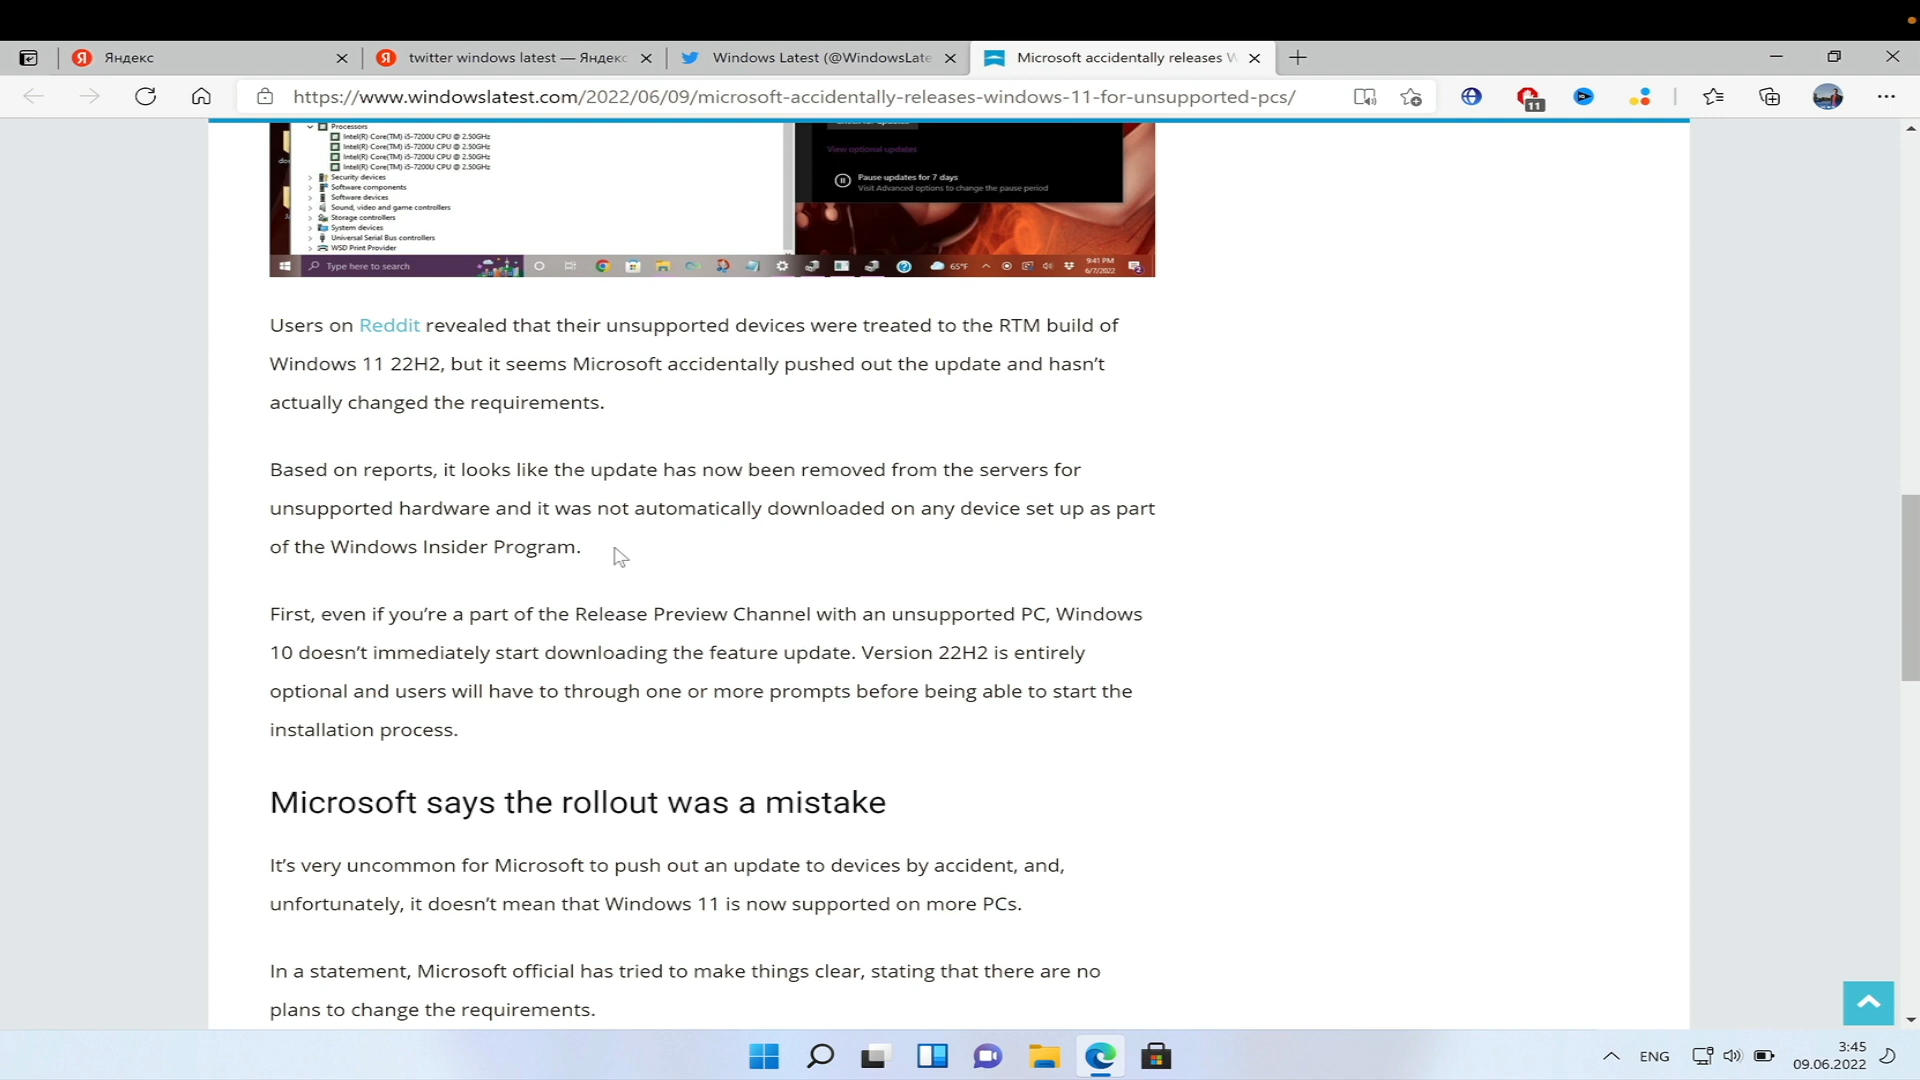 Яндекс
twitter windows latest — Яндекс
Windows Latest (@WindowsLate
Microsoft accidentally releases W
https://www.windowslatest.com/2022/06/09/microsoft-accidentally-releases-windows-11-for-unsupported-pcs/
11
Processors
Intel(R) Core(TM) i5-7200U CPU @ 2.50GHz
Intel(R) Core(TM) i5-7200U CPU @ 2.50GHz
Intel(R) Core(TM) i5-7200U CPU @ 2.50GHz
Intel(R) Core(TM) i5-7200U CPU @ 2.50GHz
Security devices
Software components
Software devices
Sound, video and game controllers
Storage controllers
System devices
Universal Serial Bus controllers
WSD Print Provider
View optional updates
Pause updates for 7 days
Visit Advanced options to change the pause period
Type here to search
65°F
9:41 PM
6/7/2022
Users on Reddit revealed that their unsupported devices were treated to the RTM build of
Windows 11 22H2, but it seems Microsoft accidentally pushed out the update and hasn’t
actually changed the requirements.
Based on reports, it looks like the update has now been removed from the servers for
unsupported hardware and it was not automatically downloaded on any device set up as part
of the Windows Insider Program.
First, even if you’re a part of the Release Preview Channel with an unsupported PC, Windows
10 doesn’t immediately start downloading the feature update. Version 22H2 is entirely
optional and users will have to through one or more prompts before being able to start the
installation process.
Microsoft says the rollout was a mistake
It’s very uncommon for Microsoft to push out an update to devices by accident, and,
unfortunately, it doesn’t mean that Windows 11 is now supported on more PCs.
In a statement, Microsoft official has tried to make things clear, stating that there are no
plans to change the requirements.
ENG
3:45
09.06.2022